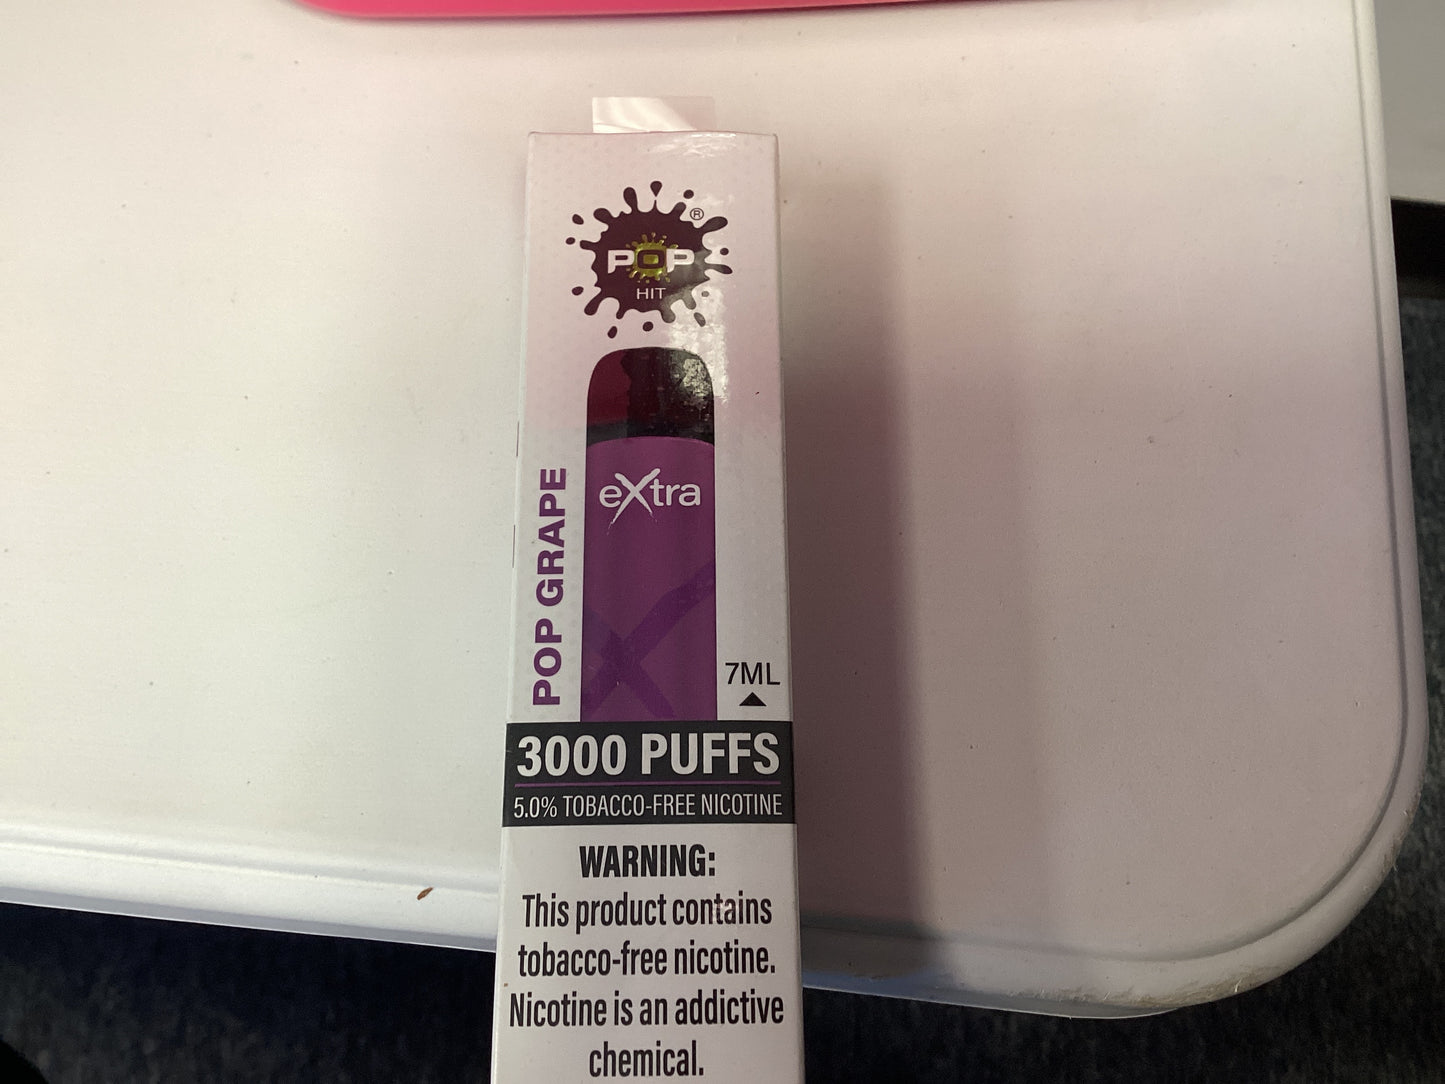 POP
®
HIT
eXtra
POP GRAPE
7ML
3000 PUFFS
5.0% TOBACCO-FREE NICOTINE
WARNING:
This product contains
tobacco-free nicotine.
Nicotine is an addictive
chemical.